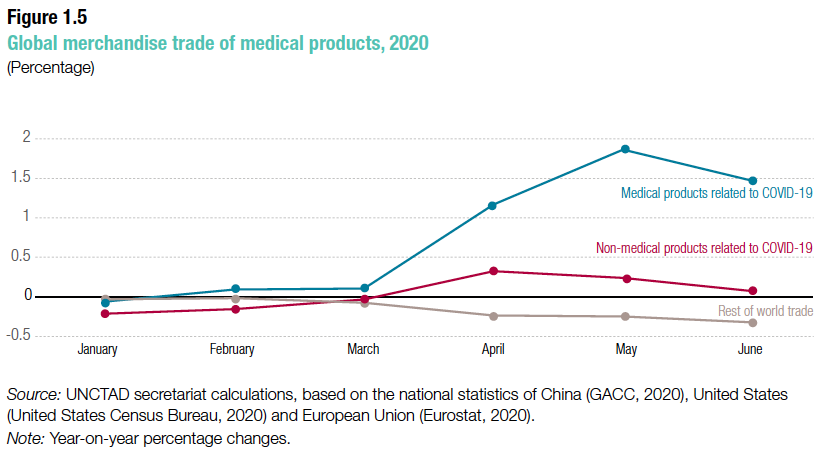 Figure 1.5
Global merchandise trade of medical products, 2020
(Percentage)
2
1.5
Medical products related to COVID-19
1
Non-medical products related to COVID-19
0.5
0
Rest of world trade
-0.5
January February March April May June
Source: UNCTAD secretariat calculations, based on the national statistics of China (GACC, 2020), United States
(United States Census Bureau, 2020) and European Union (Eurostat, 2020).
Note: Year-on-year percentage changes.